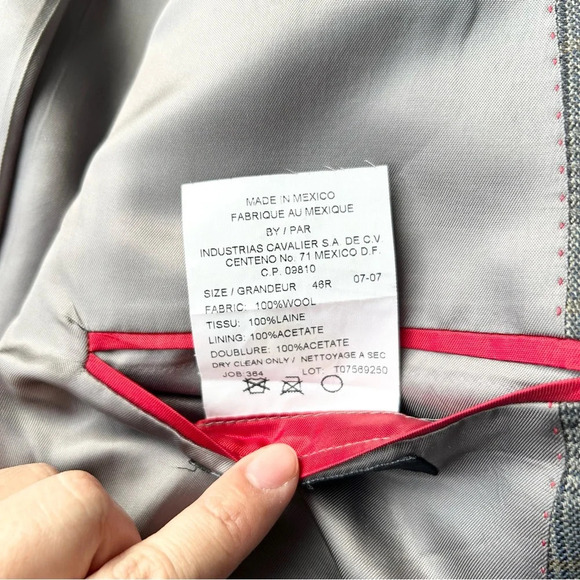 MADE IN MEXICO
FABRIQUE AU MEXIQUE
BY / PAR
INDUSTRIAS CAVALIER S.A. DE C.V
CENTENO No. 71 MEXICO D.F.
C.P. 09810
SIZE / GRANDEUR 46R 07-07
FABRIC: 100%WOOL
TISSU: 100%LAINE
LINING: 100%ACETATE
DOUBLURE: 100%ACETATE
DRY CLEAN ONLY / NETTOYAGE A SEC
JOB: 364 LOT: T07569250